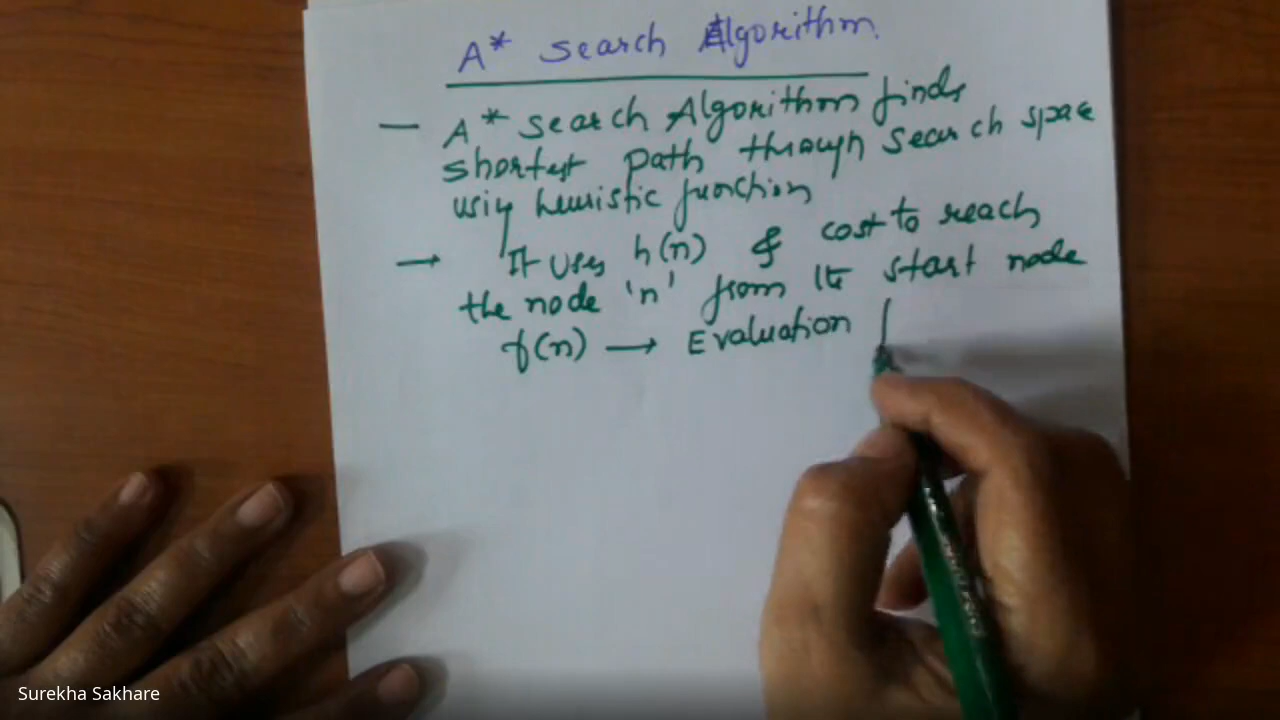 A* search Algorithm.
— A* search Algorithm finds
shortest path through search space
using heuristic function
→ It uses h(n) & cost to reach
the node 'n' from its start node
f(n) → Evaluation f
Surekha Sakhare